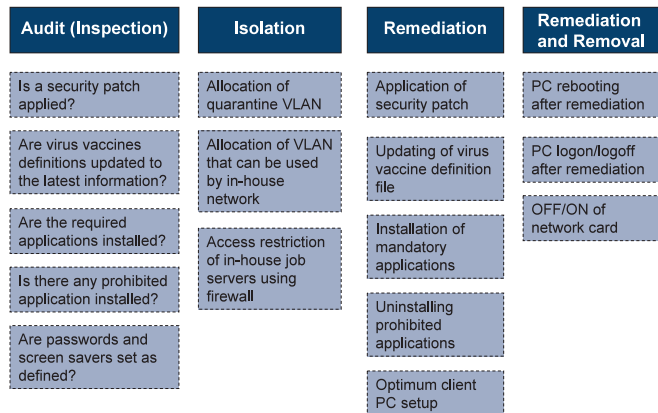 Audit (Inspection)
Is a security patch
applied?
Are virus vaccines
definitions updated to
the latest information?
Are the required
applications installed?
Is there any prohibited
application installed?
Are passwords and
screen savers set as
defined?
Isolation
Allocation of
quarantine VLAN
Allocation of VLAN
that can be used
by in-house
network
Access restriction
of in-house job
servers using
firewall
Remediation
Application of
security patch
Updating of virus
vaccine definition
file
Installation of
mandatory
applications
Uninstalling
prohibited
applications
Optimum client
PC setup
Remediation
and Removal
PC rebooting
after remediation
PC logon/logoff
after remediation
OFF/ON of
network card